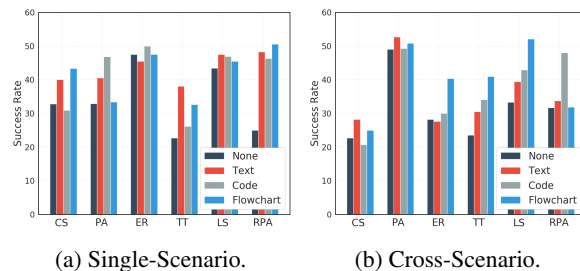 60
50
40
30
20
10
0
Success Rate
None
Text
Code
Flowchart
CS PA ER TT LS RPA
(a) Single-Scenario.
60
50
40
30
20
10
0
Success Rate
None
Text
Code
Flowchart
CS PA ER TT LS RPA
(b) Cross-Scenario.